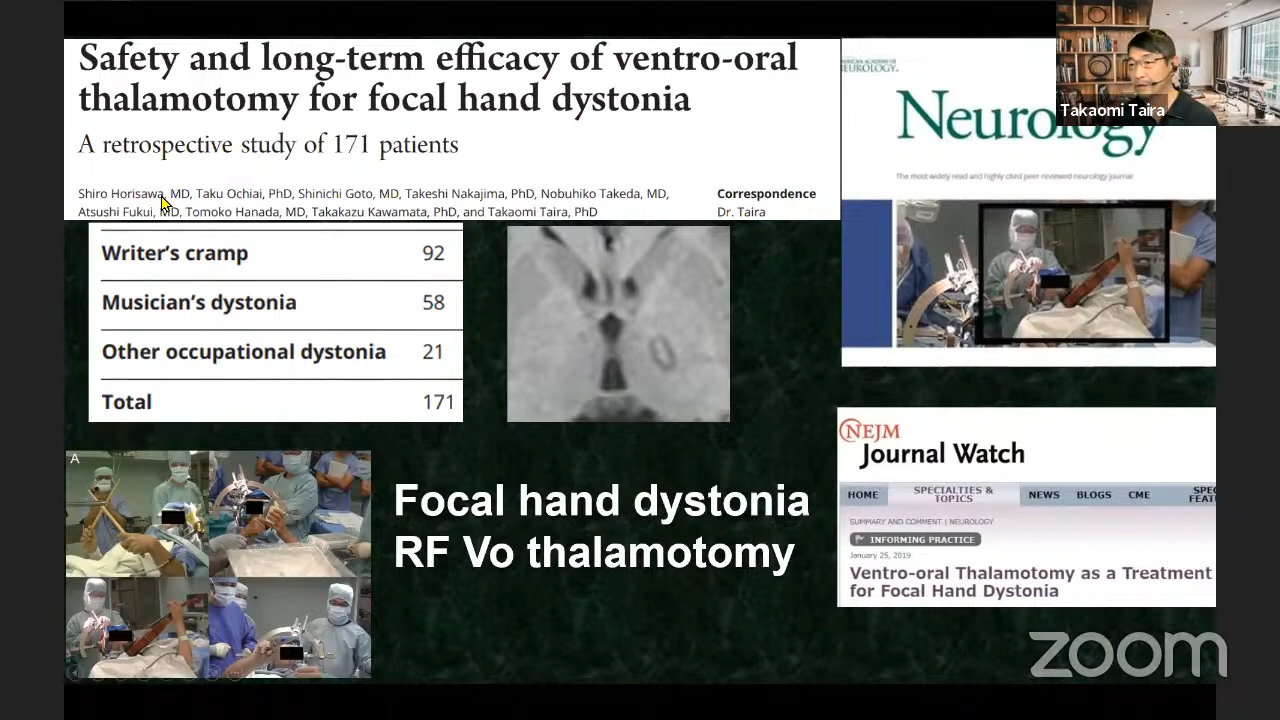 Safety and long-term efficacy of ventro-oral
thalamotomy for focal hand dystonia
A retrospective study of 171 patients
Shiro Horisawa, MD, Taku Ochiai, PhD, Shinichi Goto, MD, Takeshi Nakajima, PhD, Nobuhiko Takeda, MD,
Atsushi Fukui, MD, Tomoko Hanada, MD, Takakazu Kawamata, PhD, and Takaomi Taira, PhD
Correspondence
Dr. Taira
Takaomi Taira
NEUROLOGY.
Neurology
The most widely read and highly cited peer-reviewed neurology journal
Writer's cramp 92
Musician's dystonia 58
Other occupational dystonia 21
Total 171
A
Focal hand dystonia
RF Vo thalamotomy
NEJM
Journal Watch
HOME SPECIALTIES & TOPICS NEWS BLOGS CME
SUMMARY AND COMMENT | NEUROLOGY
INFORMING PRACTICE
January 25, 2019
Ventro-oral Thalamotomy as a Treatment
for Focal Hand Dystonia
zoom